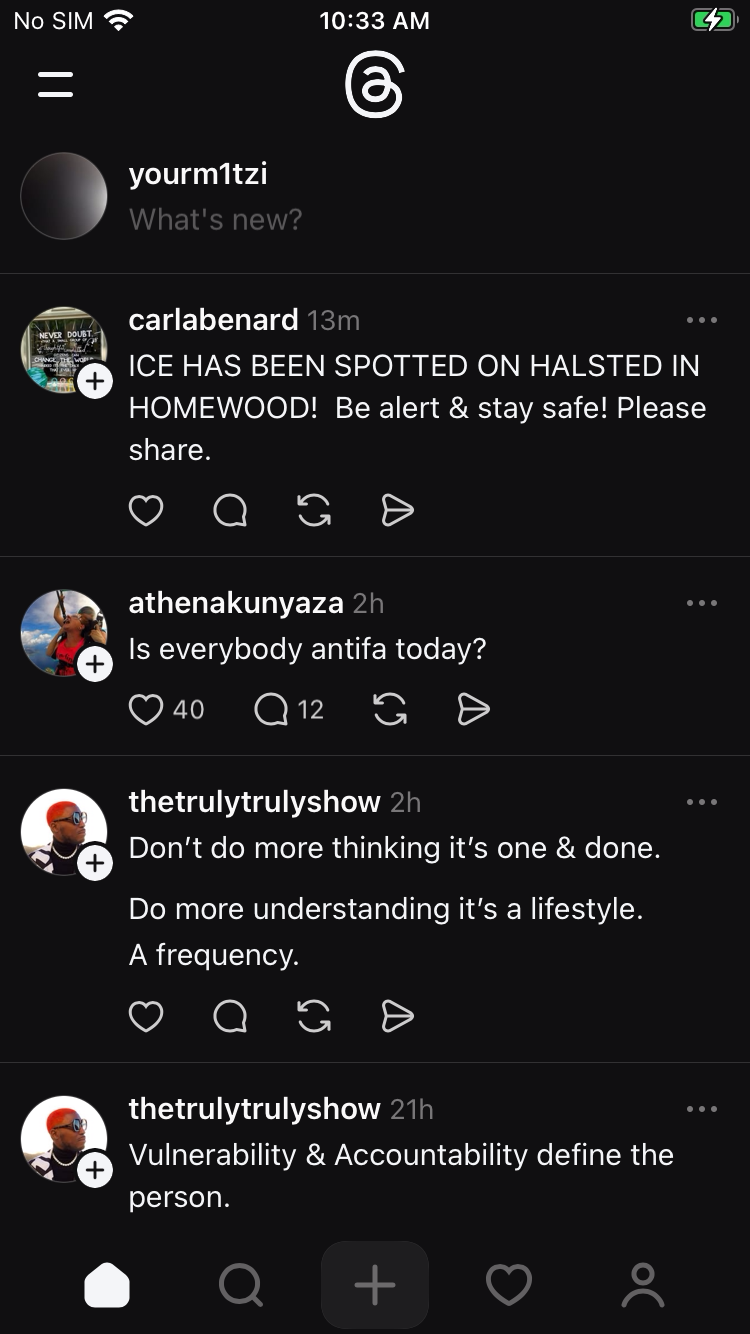 No SIM 10:33 AM
yourm1tzi
What's new?
carlabenard 13m
ICE HAS BEEN SPOTTED ON HALSTED IN
HOMEWOOD!  Be alert & stay safe! Please
share.
athenakunyaza 2h
Is everybody antifa today?
40 12
thetrulytrulyshow 2h
Don’t do more thinking it’s one & done.
Do more understanding it’s a lifestyle.
A frequency.
thetrulytrulyshow 21h
Vulnerability & Accountability define the
person.